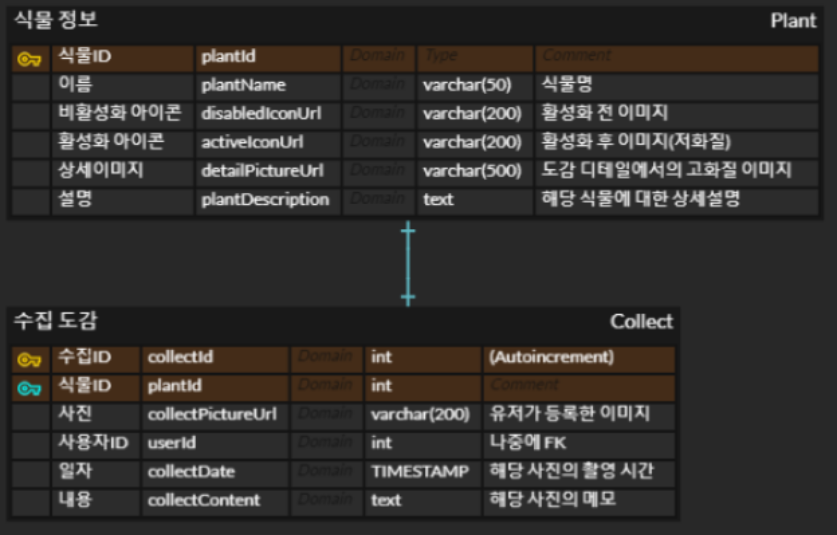 식물 정보 Plant
식물ID plantId Domain Type Comment
이름 plantName Domain varchar(50) 식물명
비활성화 아이콘 disabledIconUrl Domain varchar(200) 활성화 전 이미지
활성화 아이콘 activeIconUrl Domain varchar(200) 활성화 후 이미지(저화질)
상세이미지 detailPictureUrl Domain varchar(500) 도감 디테일에서의 고화질 이미지
설명 plantDescription Domain text 해당 식물에 대한 상세설명
수집 도감 Collect
수집ID collectId Domain int (Autoincrement)
식물ID plantId Domain int Comment
사진 collectPictureUrl Domain varchar(200) 유저가 등록한 이미지
사용자ID userId Domain int 나중에 FK
일자 collectDate Domain TIMESTAMP 해당 사진의 촬영 시간
내용 collectContent Domain text 해당 사진의 메모